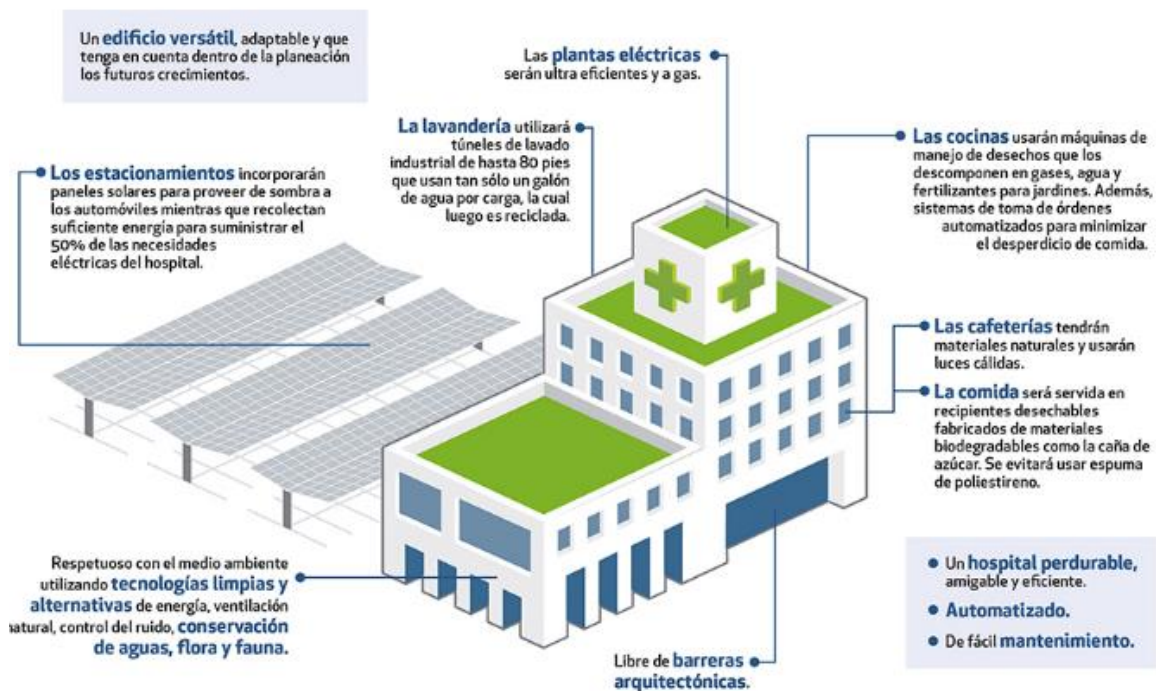 Un edificio versátil, adaptable y que
tenga en cuenta dentro de la planeación
los futuros crecimientos.
Las plantas eléctricas
serán ultra eficientes y a gas.
La lavandería utilizará
túneles de lavado
industrial de hasta 80 pies
que usan tan sólo un galón
de agua por carga, la cual
luego es reciclada.
Las cocinas usarán máquinas de
manejo de desechos que los
descomponen en gases, agua y
fertilizantes para jardines. Además,
sistemas de toma de órdenes
automatizados para minimizar
el desperdicio de comida.
Los estacionamientos incorporarán
paneles solares para proveer de sombra a
los automóviles mientras que recolectan
suficiente energía para suministrar el
50% de las necesidades
eléctricas del hospital.
Las cafeterías tendrán
materiales naturales y usarán
luces cálidas.
La comida será servida en
recipientes desechables
fabricados de materiales
biodegradables como la caña de
azúcar. Se evitará usar espuma
de poliestireno.
Respetuoso con el medio ambiente
utilizando tecnologías limpias y
alternativas de energía, ventilación
natural, control del ruido, conservación
de aguas, flora y fauna.
Libre de barreras
arquitectónicas.
Un hospital perdurable,
amigable y eficiente.
Automatizado.
De fácil mantenimiento.